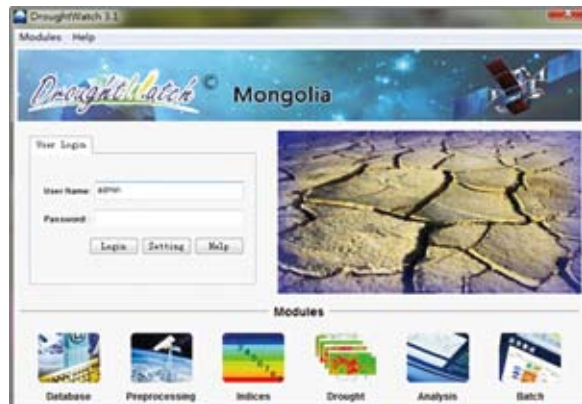 DroughtWatch 3.1
Modules Help
DroughtWatch © Mongolia
User Login
User Name admin
Password
Login Setting Help
Modules
Database Preprocessing Indices Drought Analysis Batch